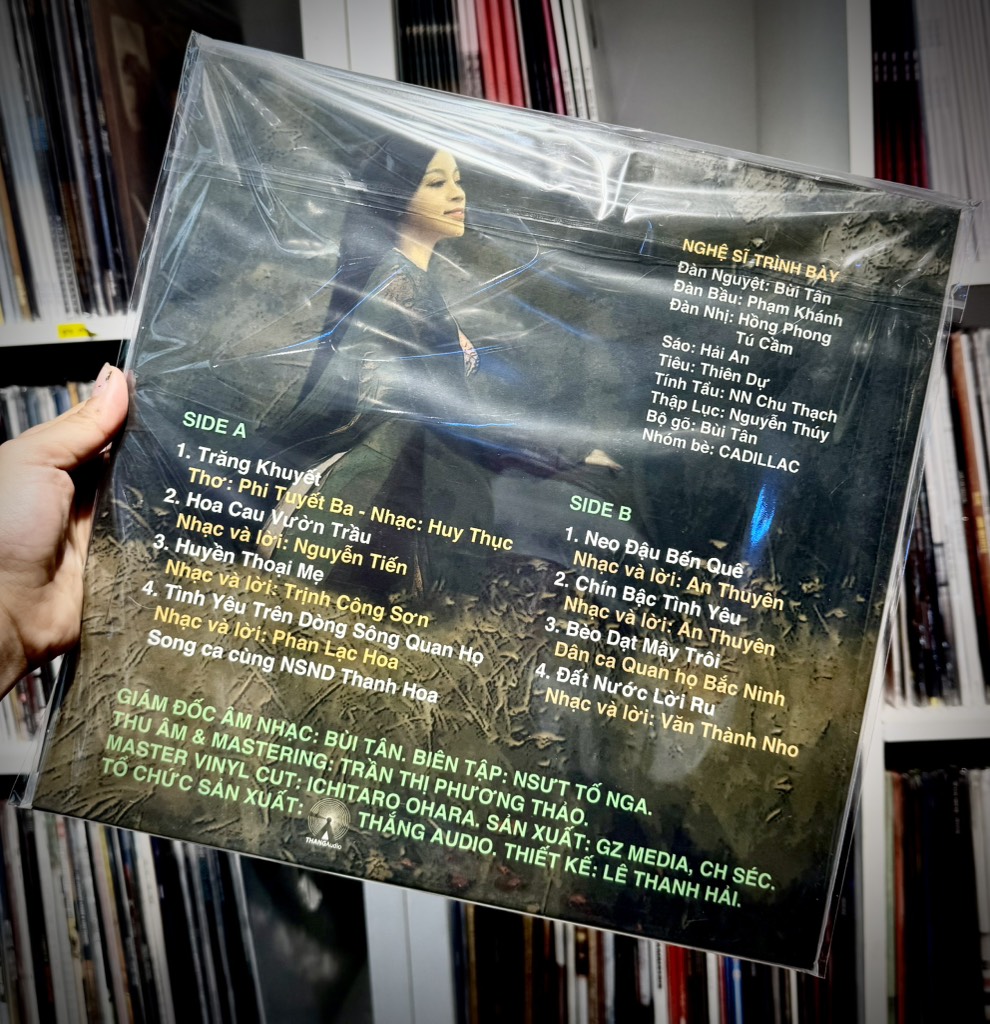 NGHỆ SĨ TRÌNH BÀY
Đàn Nguyệt: Bùi Tân
Đàn Bầu: Phạm Khánh
Đàn Nhị: Hồng Phong
Tú Cầm
Sáo: Hải An
Tiêu: Thiên Dự
Tính Tẩu: NN Chu Thạch
Thập Lục: Nguyễn Thúy
Bộ gõ: Bùi Tân
Nhóm bè: CADILLAC
SIDE A
1. Trăng Khuyết
Thơ: Phi Tuyết Ba - Nhạc: Huy Thục
2. Hoa Cau Vườn Trầu
Nhạc và lời: Nguyễn Tiến
3. Huyền Thoại Mẹ
Nhạc và lời: Trịnh Công Sơn
4. Tình Yêu Trên Dòng Sông Quan Họ
Nhạc và lời: Phan Lạc Hoa
Song ca cùng NSND Thanh Hoa
SIDE B
1. Neo Đậu Bến Quê
Nhạc và lời: An Thuyên
2. Chín Bậc Tình Yêu
Nhạc và lời: An Thuyên
3. Bèo Dạt Mây Trôi
Dân ca Quan họ Bắc Ninh
4. Đất Nước Lời Ru
Nhạc và lời: Văn Thành Nho
GIÁM ĐỐC ÂM NHẠC: BÙI TÂN. BIÊN TẬP: NSƯT TỐ NGA.
THU ÂM & MASTERING: TRẦN THỊ PHƯƠNG THẢO.
MASTER VINYL CUT: ICHITARO OHARA. SẢN XUẤT: GZ MEDIA, CH SÉC.
TỔ CHỨC SẢN XUẤT: THẮNG AUDIO. THIẾT KẾ: LÊ THANH HẢI.
THANGAudio